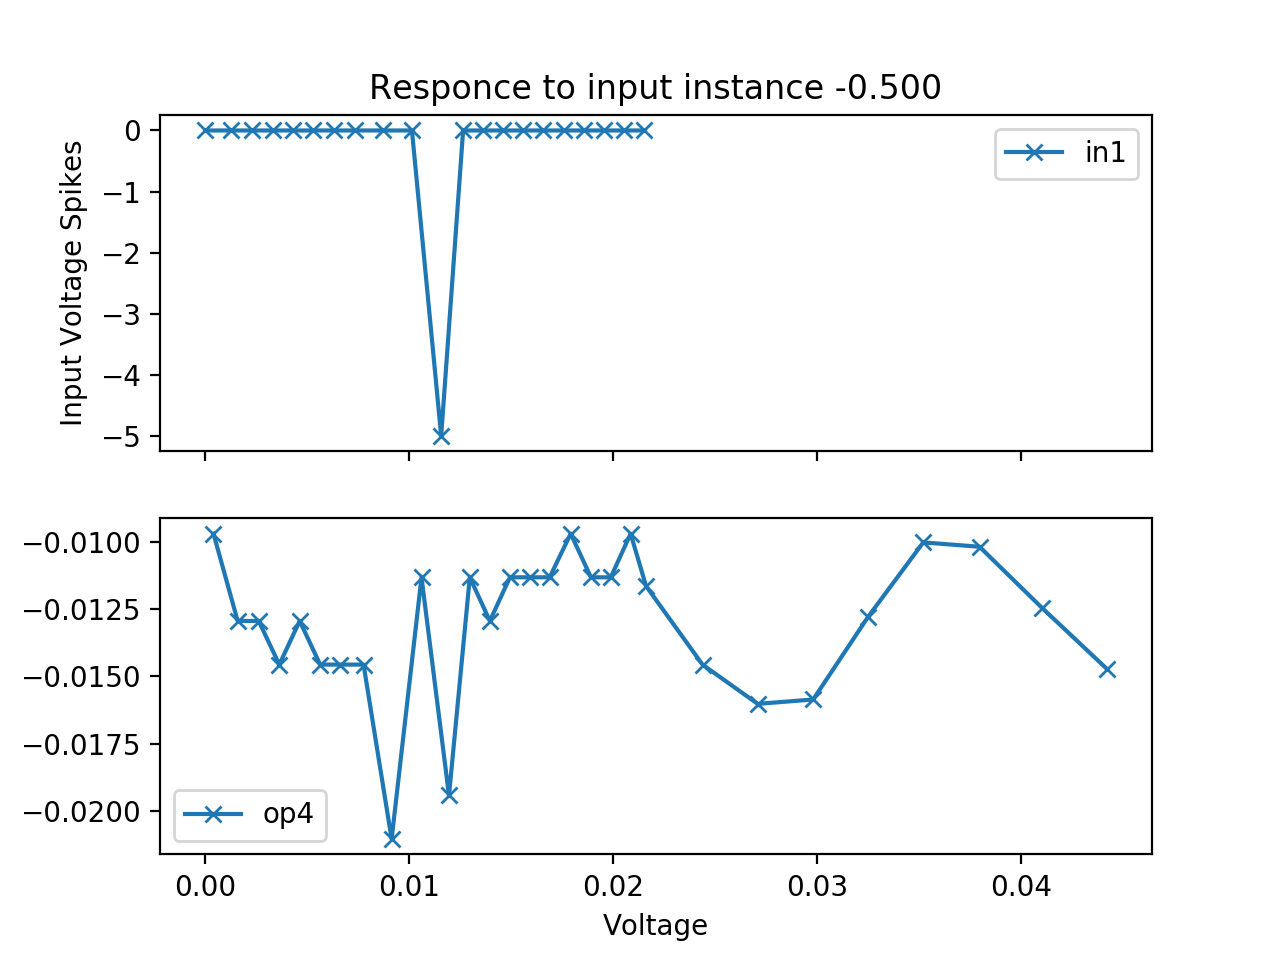 Responce to input instance -0.500
Input Voltage Spikes
0
−1
−2
−3
−4
−5
in1
−0.0100
−0.0125
−0.0150
−0.0175
−0.0200
op4
0.00 0.01 0.02 0.03 0.04
Voltage